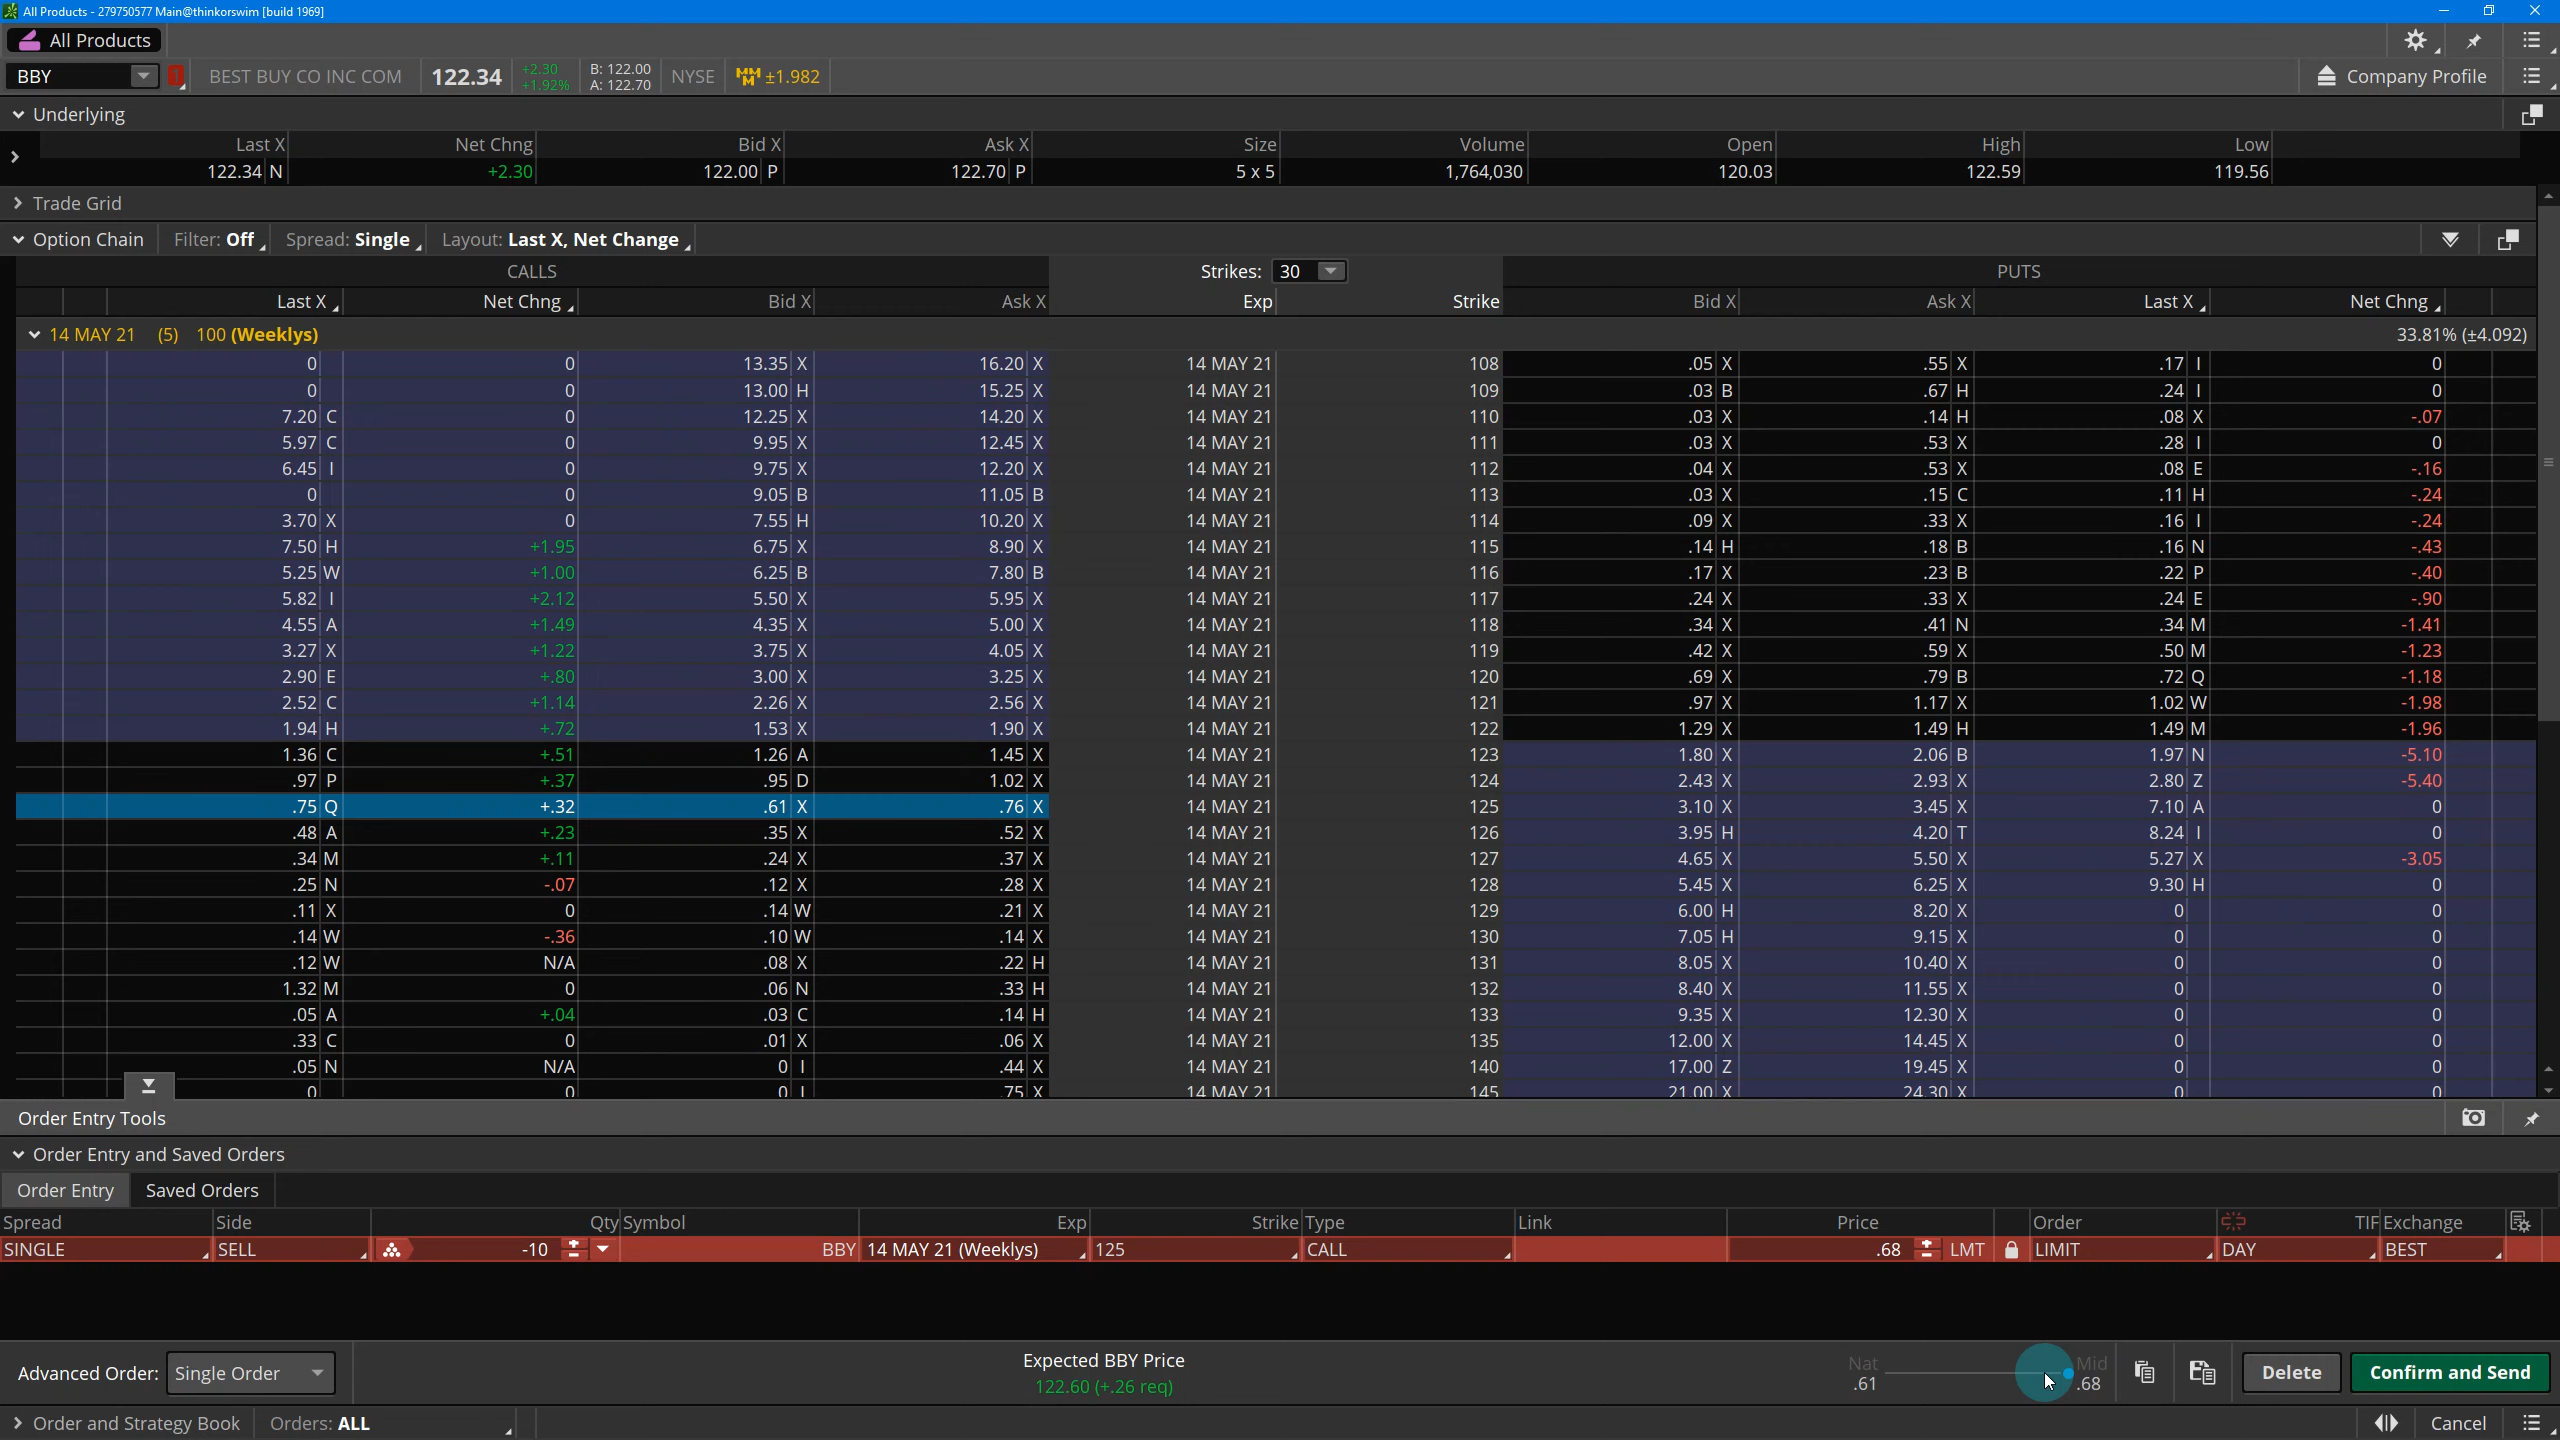 All Products - 279750577 Main@thinkorswim [build 1969]
All Products
BBY 1 BEST BUY CO INC COM 122.34 +2.30 +1.92% B: 122.00 A: 122.70 NYSE MM ±1.982 Company Profile
Underlying
Last X Net Chng Bid X Ask X Size Volume Open High Low
122.34 N +2.30 122.00 P 122.70 P 5 x 5 1,764,030 120.03 122.59 119.56
Trade Grid
Option Chain Filter: Off Spread: Single Layout: Last X, Net Change
CALLS Strikes: 30 PUTS
Last X Net Chng Bid X Ask X Exp Strike Bid X Ask X Last X Net Chng
14 MAY 21 (5) 100 (Weeklys) 33.81% (±4.092)
0 0 13.35 X 16.20 X 14 MAY 21 108 .05 X .55 X .17 I 0
0 0 13.00 H 15.25 X 14 MAY 21 109 .03 B .67 H .24 I 0
7.20 C 0 12.25 X 14.20 X 14 MAY 21 110 .03 X .14 H .08 X -.07
5.97 C 0 9.95 X 12.45 X 14 MAY 21 111 .03 X .53 X .28 I 0
6.45 I 0 9.75 X 12.20 X 14 MAY 21 112 .04 X .53 X .08 E -.16
0 0 9.05 B 11.05 B 14 MAY 21 113 .03 X .15 C .11 H -.24
3.70 X 0 7.55 H 10.20 X 14 MAY 21 114 .09 X .33 X .16 I -.24
7.50 H +1.95 6.75 X 8.90 X 14 MAY 21 115 .14 H .18 B .16 N -.43
5.25 W +1.00 6.25 B 7.80 B 14 MAY 21 116 .17 X .23 B .22 P -.40
5.82 I +2.12 5.50 X 5.95 X 14 MAY 21 117 .24 X .33 X .24 E -.90
4.55 A +1.49 4.35 X 5.00 X 14 MAY 21 118 .34 X .41 N .34 M -1.41
3.27 X +1.22 3.75 X 4.05 X 14 MAY 21 119 .42 X .59 X .50 M -1.23
2.90 E +.80 3.00 X 3.25 X 14 MAY 21 120 .69 X .79 B .72 Q -1.18
2.52 C +1.14 2.26 X 2.56 X 14 MAY 21 121 .97 X 1.17 X 1.02 W -1.98
1.94 H +.72 1.53 X 1.90 X 14 MAY 21 122 1.29 X 1.49 H 1.49 M -1.96
1.36 C +.51 1.26 A 1.45 X 14 MAY 21 123 1.80 X 2.06 B 1.97 N -5.10
.97 P +.37 .95 D 1.02 X 14 MAY 21 124 2.43 X 2.93 X 2.80 Z -5.40
.75 Q +.32 .61 X .76 X 14 MAY 21 125 3.10 X 3.45 X 7.10 A 0
.48 A +.23 .35 X .52 X 14 MAY 21 126 3.95 H 4.20 T 8.24 I 0
.34 M +.11 .24 X .37 X 14 MAY 21 127 4.65 X 5.50 X 5.27 X -3.05
.25 N -.07 .12 X .28 X 14 MAY 21 128 5.45 X 6.25 X 9.30 H 0
.11 X 0 .14 W .21 X 14 MAY 21 129 6.00 H 8.20 X 0 0
.14 W -.36 .10 W .14 X 14 MAY 21 130 7.05 H 9.15 X 0 0
.12 W N/A .08 X .22 H 14 MAY 21 131 8.05 X 10.40 X 0 0
1.32 M 0 .06 N .33 H 14 MAY 21 132 8.40 X 11.55 X 0 0
.05 A +.04 .03 C .14 H 14 MAY 21 133 9.35 X 12.30 X 0 0
.33 C 0 .01 X .06 X 14 MAY 21 135 12.00 X 14.45 X 0 0
.05 N N/A 0 I .44 X 14 MAY 21 140 17.00 Z 19.45 X 0 0
0 0 0 I .75 X 14 MAY 21 145 21.00 X 24.30 X 0 0
Order Entry Tools
Order Entry and Saved Orders
Order Entry Saved Orders
Spread Side Qty Symbol Exp Strike Type Link Price Order TIF Exchange
SINGLE SELL -10 BBY 14 MAY 21 (Weeklys) 125 CALL .68 LMT LIMIT DAY BEST
Advanced Order: Single Order Expected BBY Price 122.60 (+.26 req) Nat .61 Mid .68 Delete Confirm and Send
Order and Strategy Book Orders: ALL Cancel